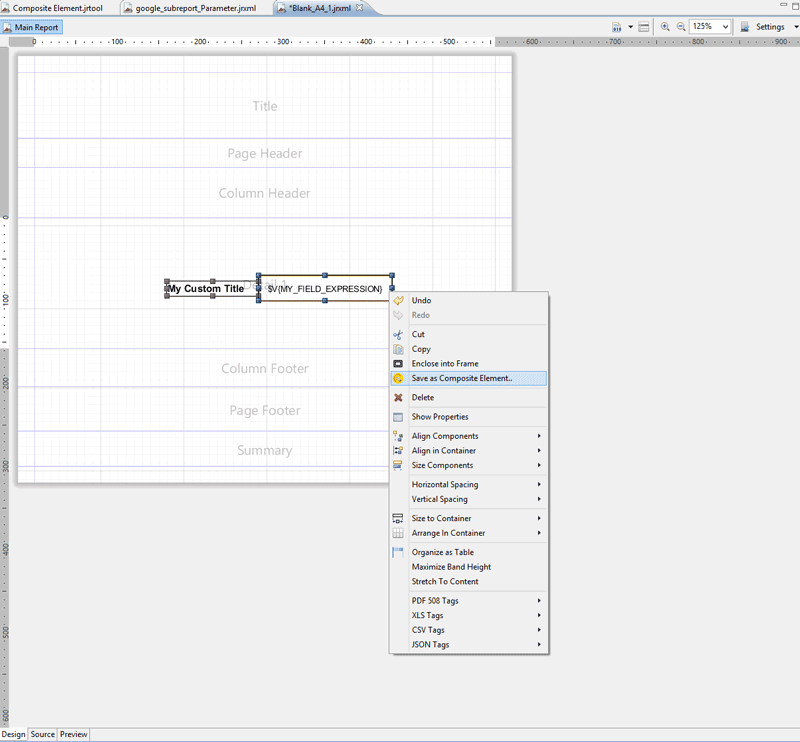 Composite Element.jrtool google_subreport_Parameter.jrxml *Blank_A4_1.jrxml
Main Report 125% Settings
0 100 200 300 400 500 600 700 800 900
Title
Page Header
Column Header
0
My Custom Title $V{MY_FIELD_EXPRESSION}
100
Column Footer
200
Page Footer
Summary
300
400
500
600
Undo
Redo
Cut
Copy
Enclose into Frame
Save as Composite Element..
Delete
Show Properties
Align Components
Align in Container
Size Components
Horizontal Spacing
Vertical Spacing
Size to Container
Arrange In Container
Organize as Table
Maximize Band Height
Stretch To Content
PDF 508 Tags
XLS Tags
CSV Tags
JSON Tags
Design Source Preview